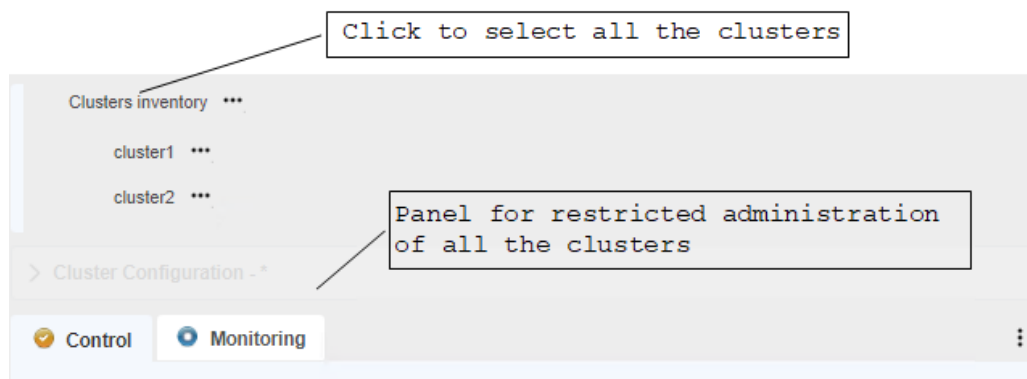 Click to select all the clusters
Clusters inventory •••
cluster1 •••
cluster2 •••
Panel for restricted administration
of all the clusters
> Cluster Configuration - *
Control
Monitoring